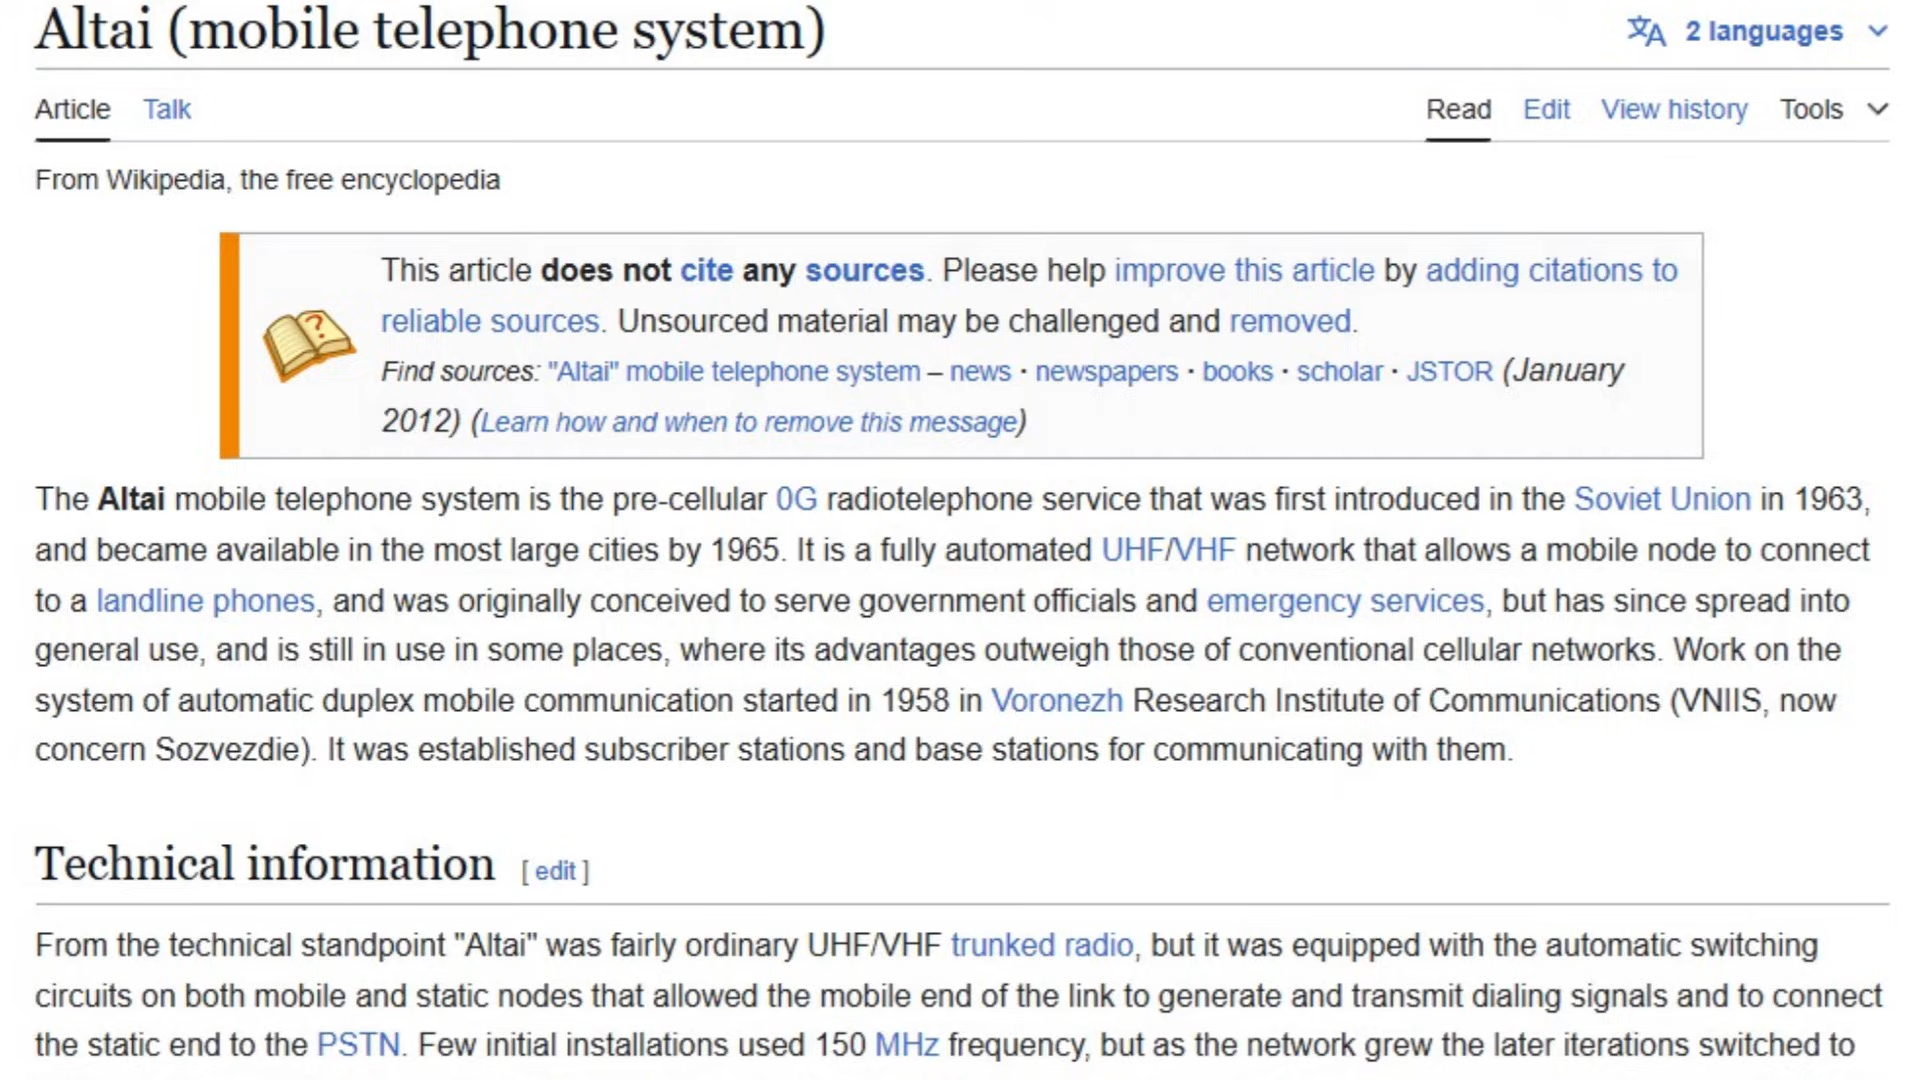 Altai (mobile telephone system)
2 languages
Article Talk
Read Edit View history Tools
From Wikipedia, the free encyclopedia
This article does not cite any sources. Please help improve this article by adding citations to
reliable sources. Unsourced material may be challenged and removed.
Find sources: "Altai" mobile telephone system – news · newspapers · books · scholar · JSTOR (January
2012) (Learn how and when to remove this message)
The Altai mobile telephone system is the pre-cellular 0G radiotelephone service that was first introduced in the Soviet Union in 1963,
and became available in the most large cities by 1965. It is a fully automated UHF/VHF network that allows a mobile node to connect
to a landline phones, and was originally conceived to serve government officials and emergency services, but has since spread into
general use, and is still in use in some places, where its advantages outweigh those of conventional cellular networks. Work on the
system of automatic duplex mobile communication started in 1958 in Voronezh Research Institute of Communications (VNIIS, now
concern Sozvezdie). It was established subscriber stations and base stations for communicating with them.
Technical information [ edit ]
From the technical standpoint "Altai" was fairly ordinary UHF/VHF trunked radio, but it was equipped with the automatic switching
circuits on both mobile and static nodes that allowed the mobile end of the link to generate and transmit dialing signals and to connect
the static end to the PSTN. Few initial installations used 150 MHz frequency, but as the network grew the later iterations switched to